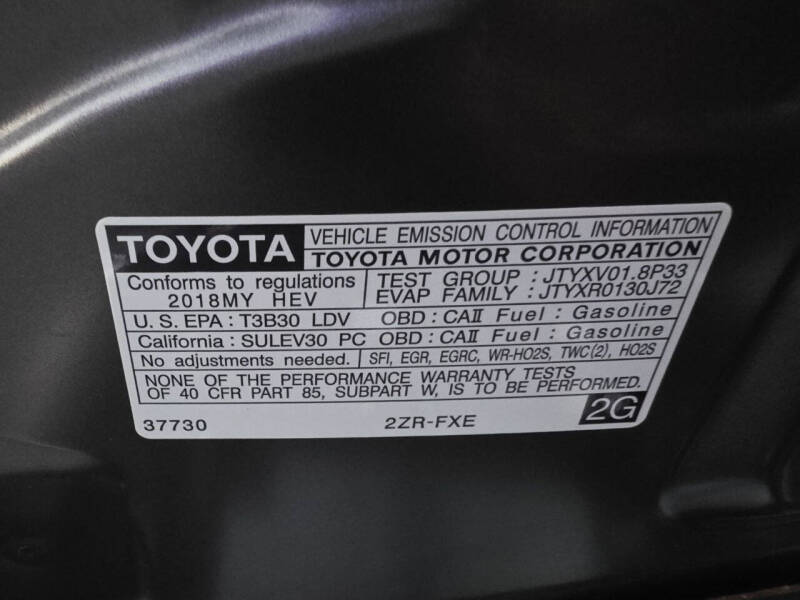 TOYOTA VEHICLE EMISSION CONTROL INFORMATION
TOYOTA MOTOR CORPORATION
Conforms to regulations
2018MY HEV
TEST GROUP : JTYXV01.8P33
EVAP FAMILY : JTYXR0130J72
U. S. EPA : T3B30 LDV OBD : CAⅡ Fuel : Gasoline
California : SULEV30 PC OBD : CAⅡ Fuel : Gasoline
No adjustments needed. SFI, EGR, EGRC, WR-HO2S, TWC(2), HO2S
NONE OF THE PERFORMANCE WARRANTY TESTS
OF 40 CFR PART 85, SUBPART W, IS TO BE PERFORMED.
37730 2ZR-FXE 2G